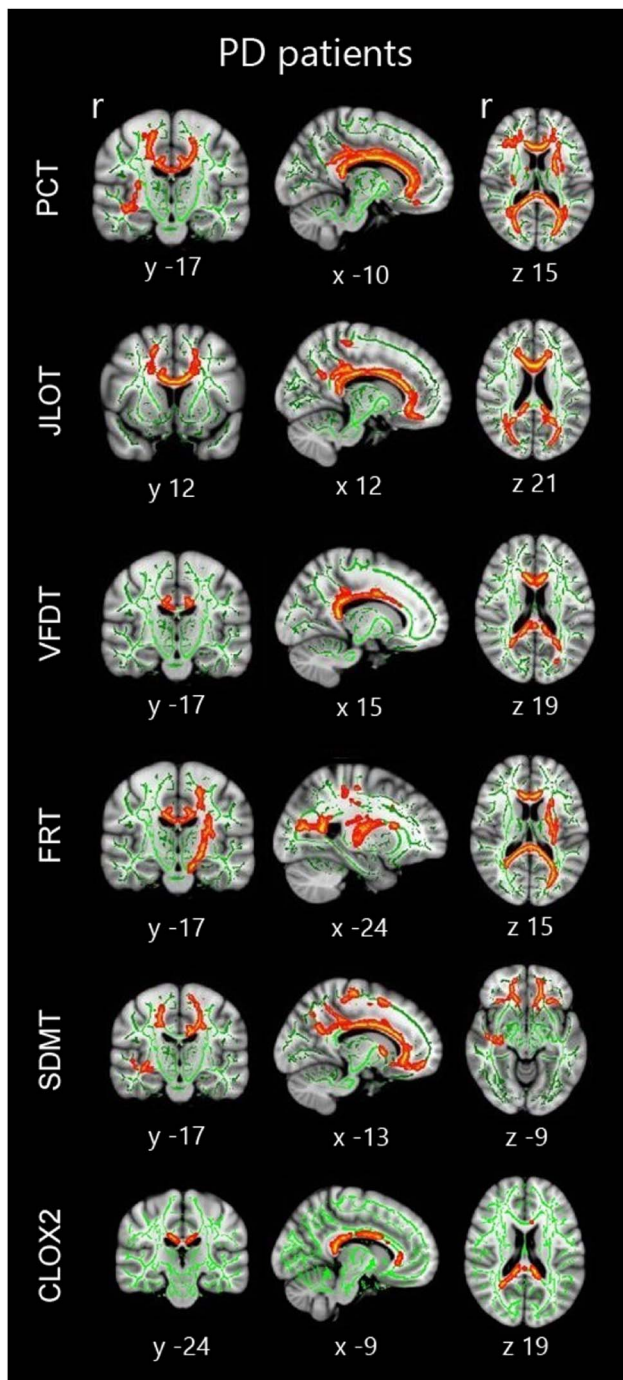 PD patients
r r
PCT
y -17 x -10 z 15
JLOT
y 12 x 12 z 21
VFDT
y -17 x 15 z 19
FRT
y -17 x -24 z 15
SDMT
y -17 x -13 z -9
CLOX2
y -24 x -9 z 19